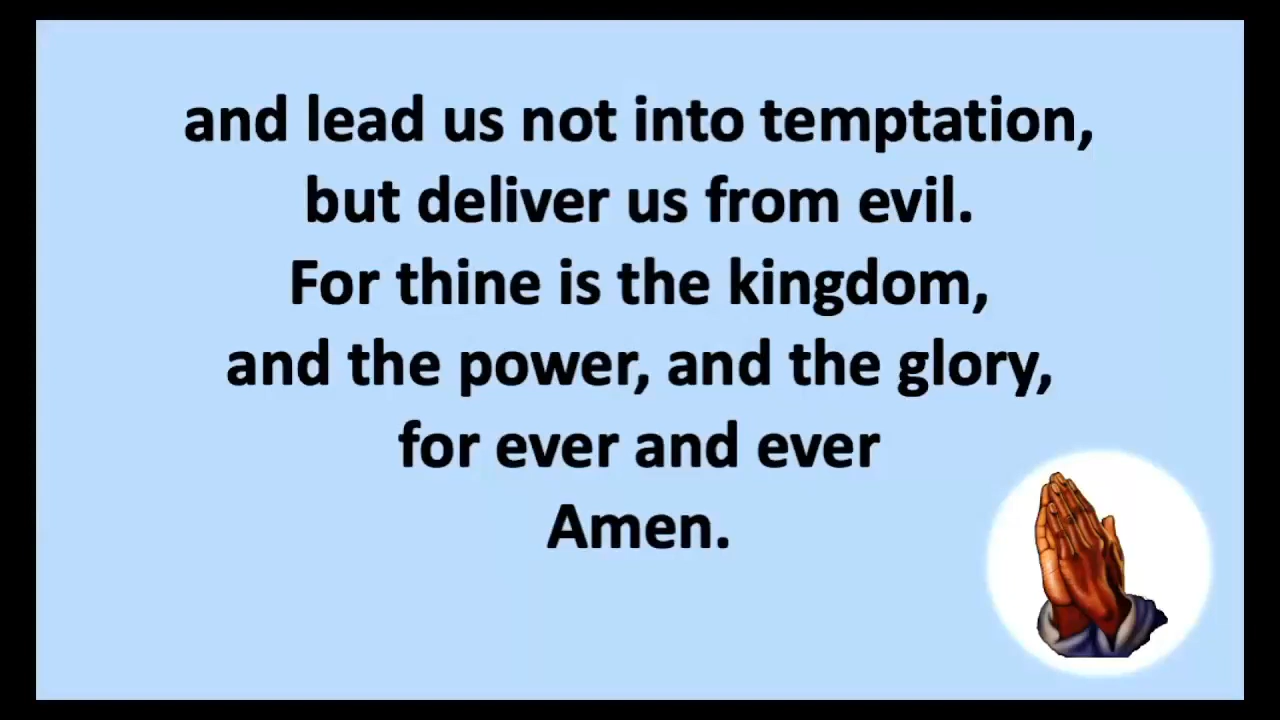 and lead us not into temptation,
but deliver us from evil.
For thine is the kingdom,
and the power, and the glory,
for ever and ever
Amen.